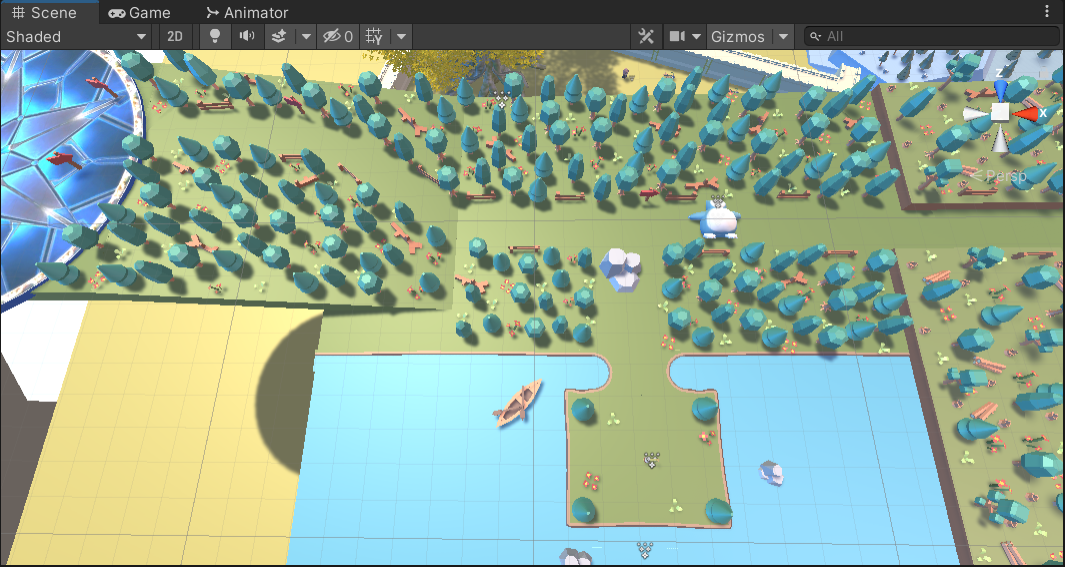 Scene Game Animator
Shaded 2D 0 Gizmos All
Z
X
Persp